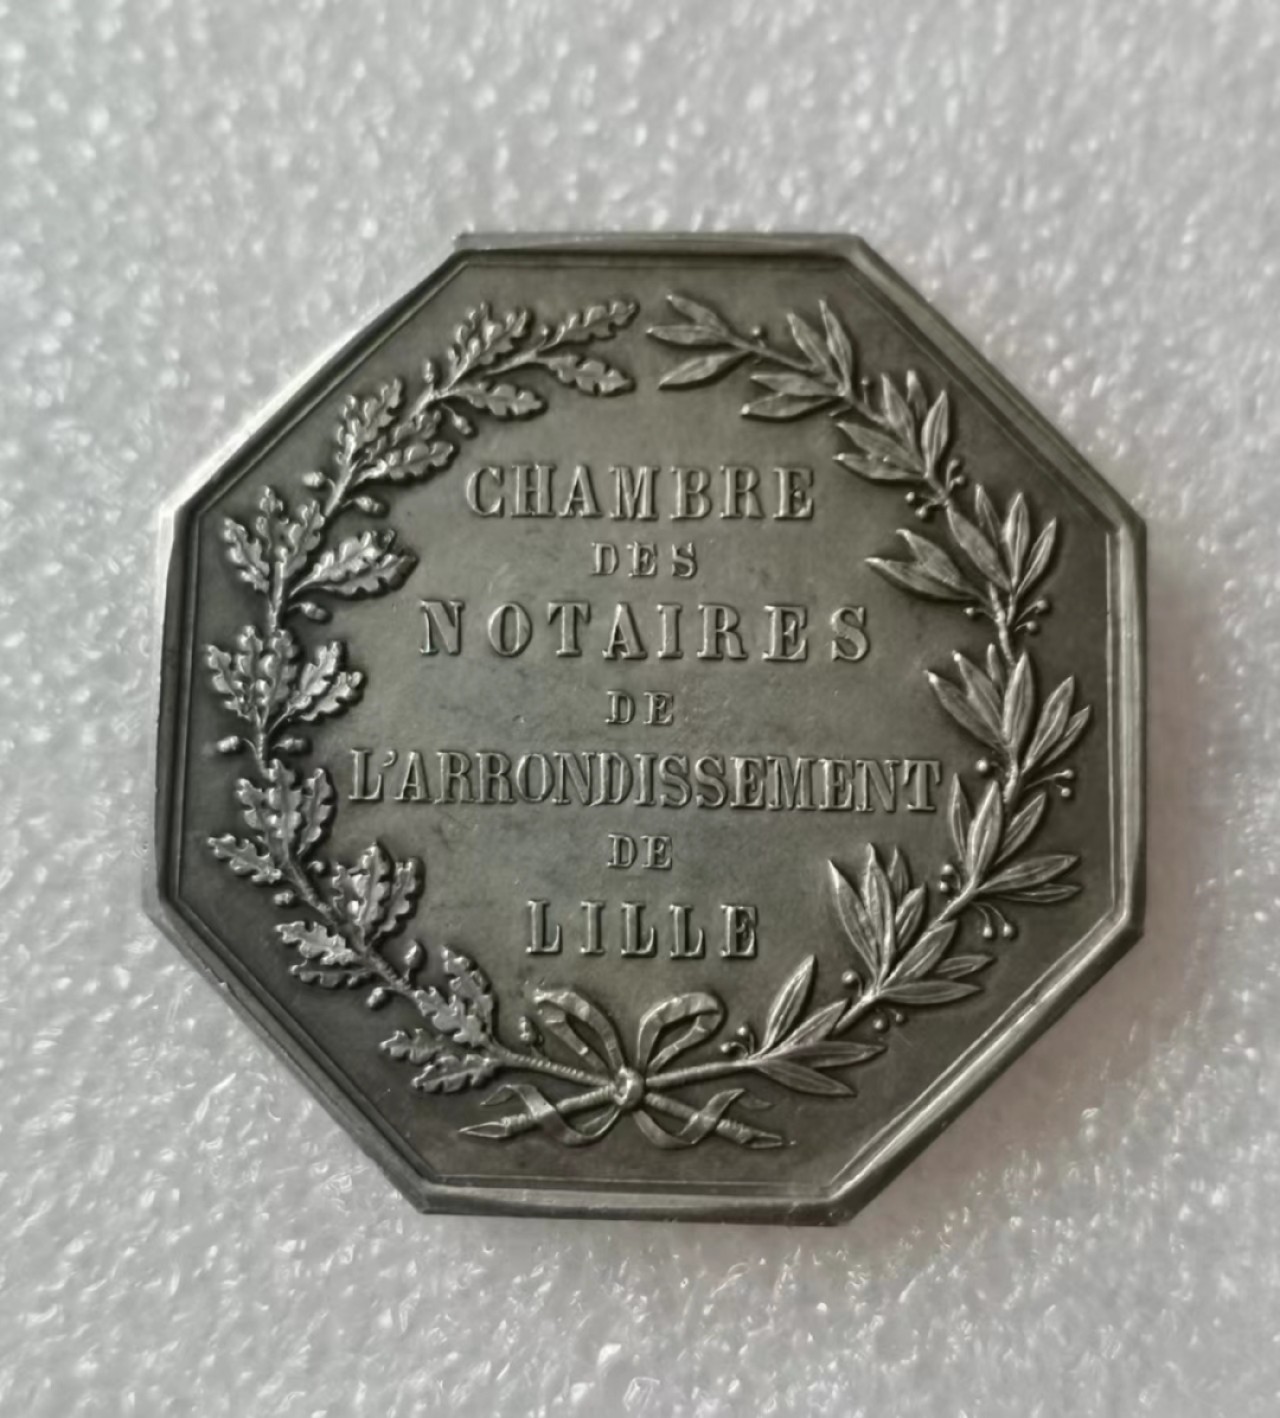 CHAMBRE
DES
NOTAIRES
DE
L'ARRONDISSEMENT
DE
LILLE